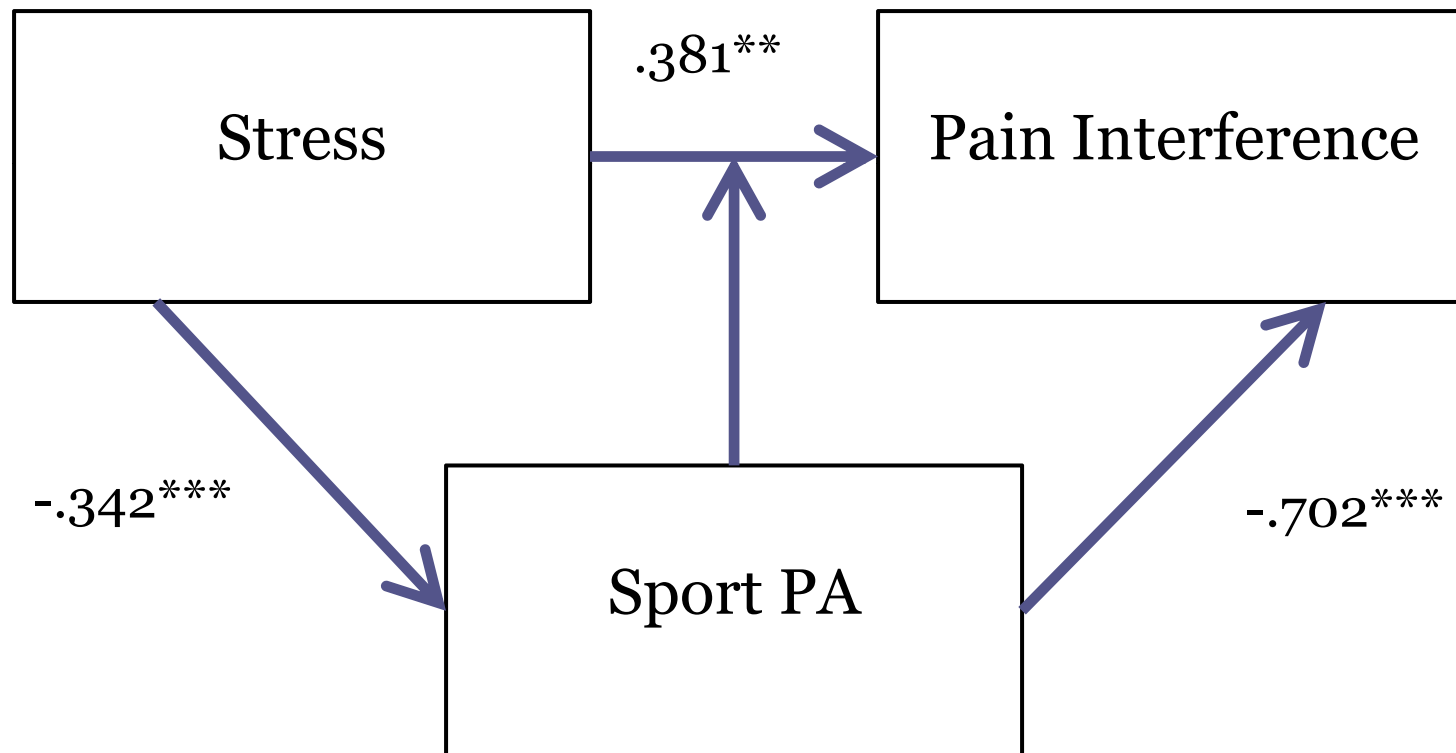 .381**
Stress
Pain Interference
-.342***
-.702***
Sport PA